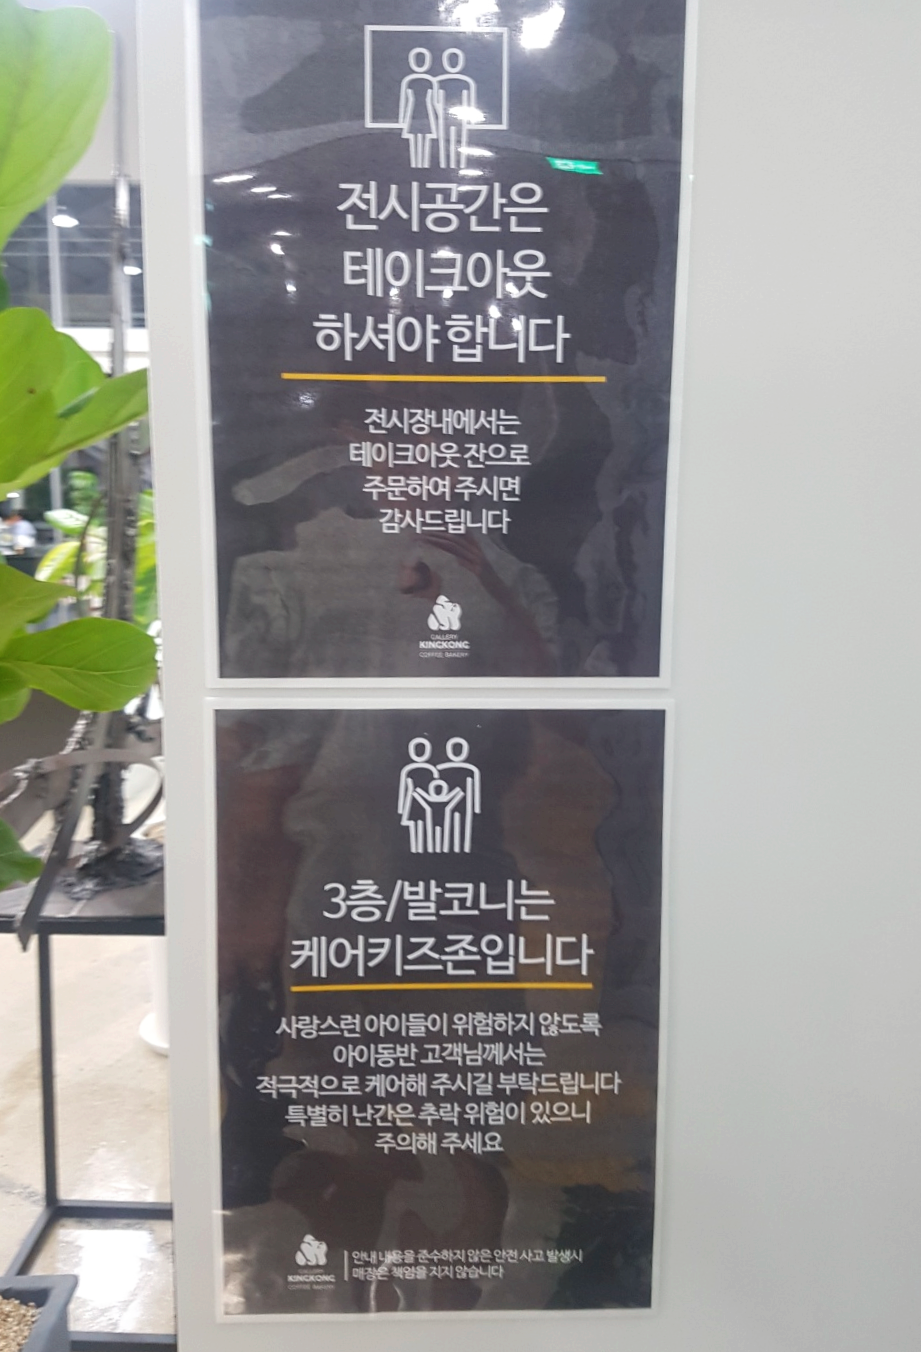 전시공간은
테이크아웃
하셔야 합니다
전시장내에서는
테이크아웃 잔으로
주문하여 주시면
감사드립니다
GALLERY
KINGKONG
COFFEE BAKERY
3층/발코니는
케어키즈존입니다
사랑스런 아이들이 위험하지 않도록
아이동반 고객님께서는
적극적으로 케어해 주시길 부탁드립니다
특별히 난간은 추락 위험이 있으니
주의해 주세요
GALLERY
KINGKONG
COFFEE BAKERY
안내 내용을 준수하지 않은 안전 사고 발생시
매장은 책임을 지지 않습니다